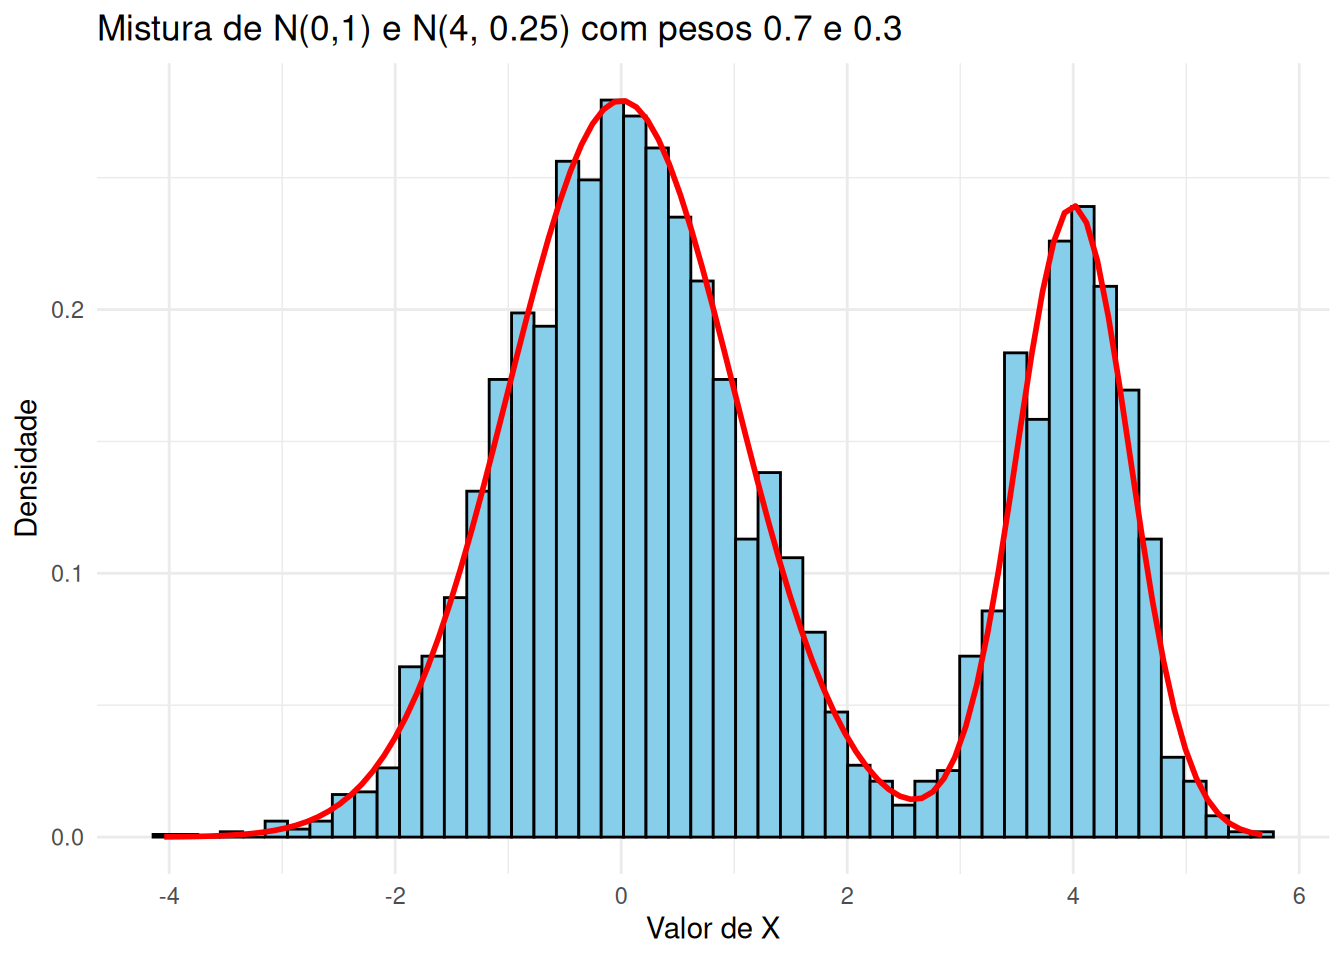 Mistura de N(0,1) e N(4, 0.25) com pesos 0.7 e 0.3
Densidade
0.2
0.1
0.0
-4 -2 0 2 4 6
Valor de X